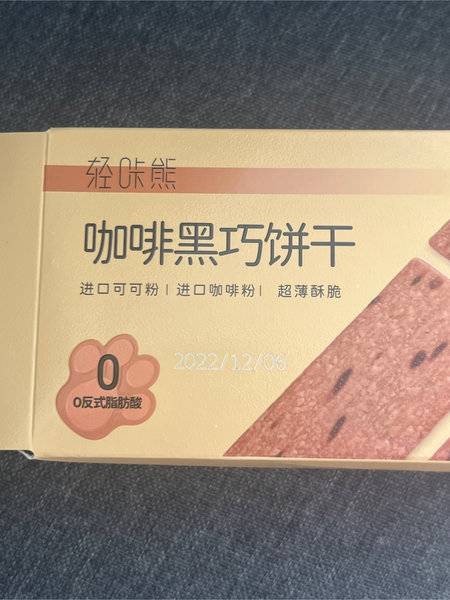 轻咔熊
咖啡黑巧饼干
进口可可粉 | 进口咖啡粉 | 超薄酥脆
2022/12/06
0
0反式脂肪酸